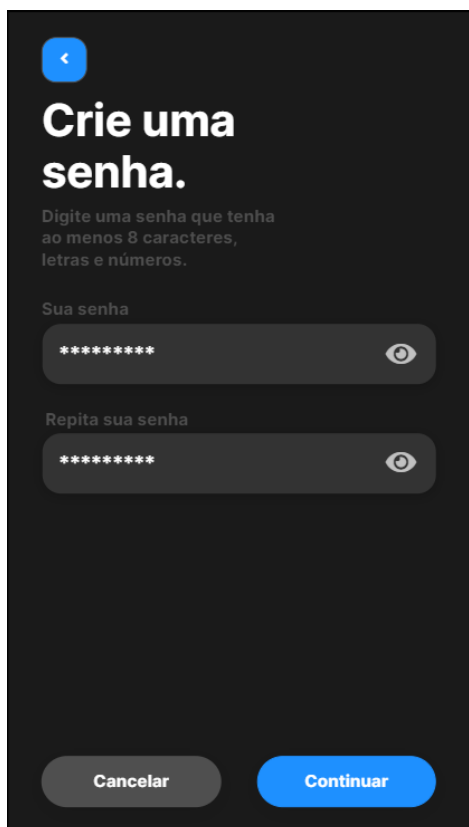 Crie uma
senha.
Digite uma senha que tenha
ao menos 8 caracteres,
letras e números.
Sua senha
*********
Repita sua senha
*********
Cancelar
Continuar